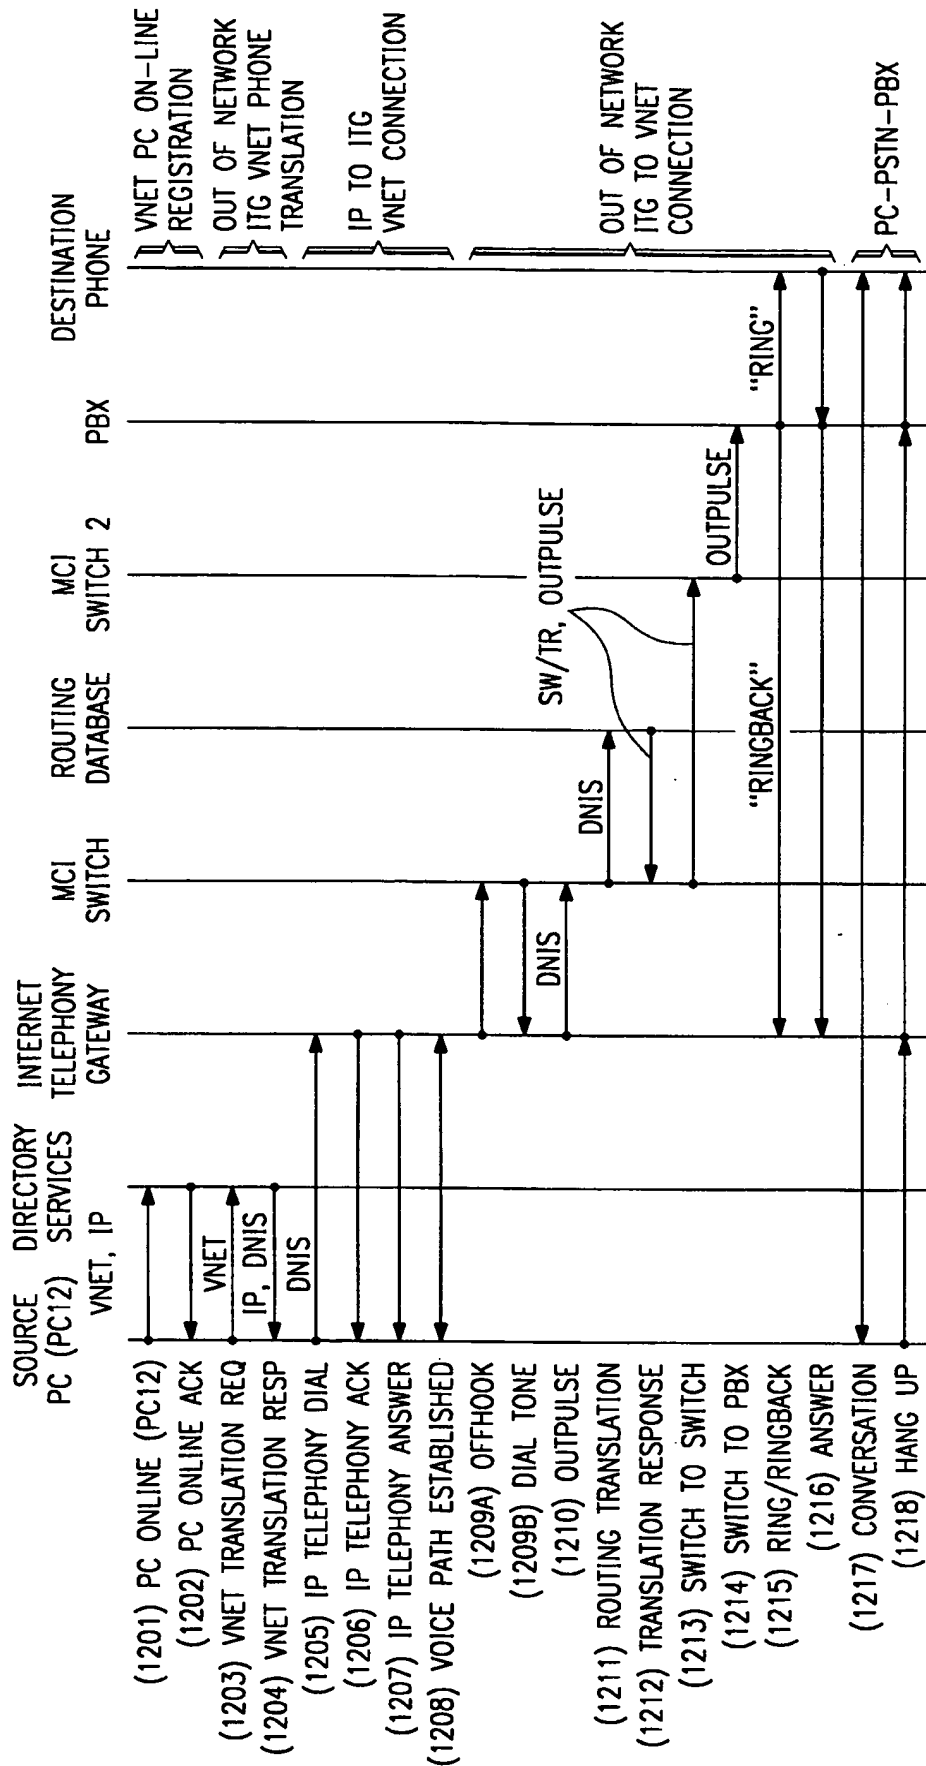 SOURCE
PC (PC12)
VNET, IP
DIRECTORY
SERVICES
INTERNET
TELEPHONY
GATEWAY
MCI
SWITCH
ROUTING
DATABASE
MCI
SWITCH 2
PBX
DESTINATION
PHONE
(1201) PC ONLINE (PC12)
(1202) PC ONLINE ACK
(1203) VNET TRANSLATION REQ
VNET
(1204) VNET TRANSLATION RESP
IP, DNIS
(1205) IP TELEPHONY DIAL
DNIS
(1206) IP TELEPHONY ACK
(1207) IP TELEPHONY ANSWER
(1208) VOICE PATH ESTABLISHED
(1209A) OFFHOOK
(1209B) DIAL TONE
(1210) OUTPULSE
DNIS
(1211) ROUTING TRANSLATION
DNIS
(1212) TRANSLATION RESPONSE
SW/TR, OUTPULSE
(1213) SWITCH TO SWITCH
(1214) SWITCH TO PBX
OUTPULSE
(1215) RING/RINGBACK
"RINGBACK"
"RING"
(1216) ANSWER
(1217) CONVERSATION
(1218) HANG UP
VNET PC ON-LINE
REGISTRATION
OUT OF NETWORK
ITG VNET PHONE
TRANSLATION
IP TO ITG
VNET CONNECTION
OUT OF NETWORK
ITG TO VNET
CONNECTION
PC-PSTN-PBX